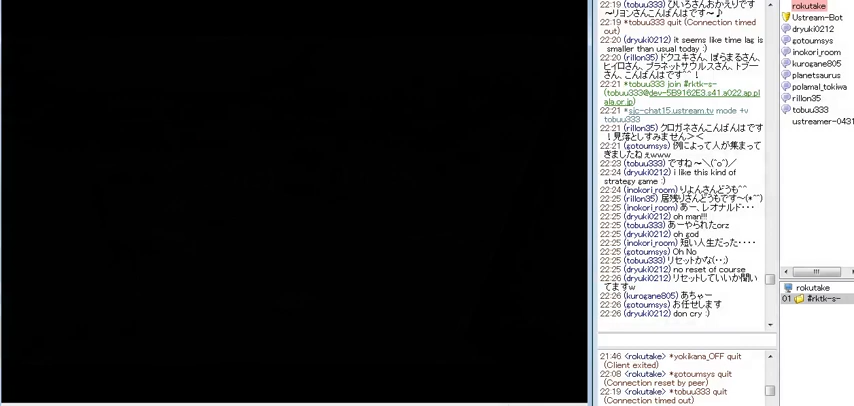 22:19 (tobuu333) ひいろさんおかえりです
～リヨンさんこんばんはです～♪
22:19 *tobuu333 quit (Connection timed
out)
22:20 (dryuki0212) it seems like time lag is
smaller than usual today :)
22:20 (rillon35) ドクユキさん、ぽらまるさん、
ヒイロさん、プラネットサウルスさん、トブー
さん、こんばんはです^^！
22:21 *tobuu333 join #rktk-s-
(tobuu333@dev-5B9162E3.s41.a022.ap.pl
ala.or.jp)
22:21 *sjc-chat15.ustream.tv mode +v
tobuu333
22:21 (rillon35) クロガネさんこんばんはです
！見落としすみません＞＜
22:21 (gotoumsys) 例によって人が集まって
きましたねぇwww
22:23 (tobuu333) ですね～＼(^o^)／
22:24 (dryuki0212) i like this kind of
strategy game :)
22:24 (inokori_room) りよんさんどうも^^
22:25 (rillon35) 居残りさんどうもです～(*^^)
22:25 (inokori_room) あー、レオナルド・・・
22:25 (dryuki0212) oh man!!!
22:25 (tobuu333) あーやられたorz
22:25 (dryuki0212) oh god
22:25 (inokori_room) 短い人生だった・・・・
22:25 (gotoumsys) Oh No
22:25 (tobuu333) リセットかな(・・;)
22:25 (dryuki0212) no reset of course
22:26 (dryuki0212) リセットしていいか聞い
てますw
22:26 (kurogane805) あちゃー
22:26 (gotoumsys) お任せします
22:26 (dryuki0212) don cry :)
21:46 <rokutake> *yokikana_OFF quit
(Client exited)
22:08 <rokutake> *gotoumsys quit
(Connection reset by peer)
22:19 <rokutake> *tobuu333 quit
(Connection timed out)
rokutake
Ustream-Bot
dryuki0212
gotoumsys
inokori_room
kurogane805
planetsaurus
polamal_tokiwa
rillon35
tobuu333
ustreamer-0431
rokutake
01 #rktk-s-